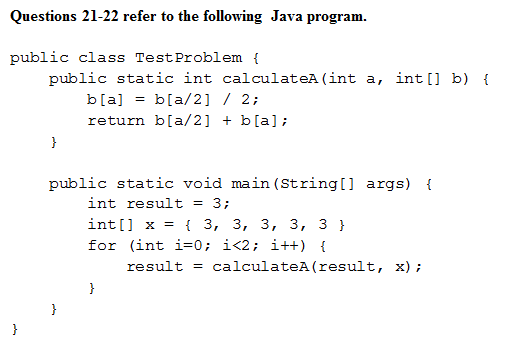 Questions 21-22 refer to the following Java program.
public class TestProblem {
public static int calculateA(int a, int[] b) {
b[a] = b[a/2] / 2;
return b[a/2] + b[a];
}
public static void main(String[] args) {
int result = 3;
int[] x = { 3, 3, 3, 3, 3 }
for (int i=0; i<2; i++) {
result = calculateA(result, x);
}
}
}